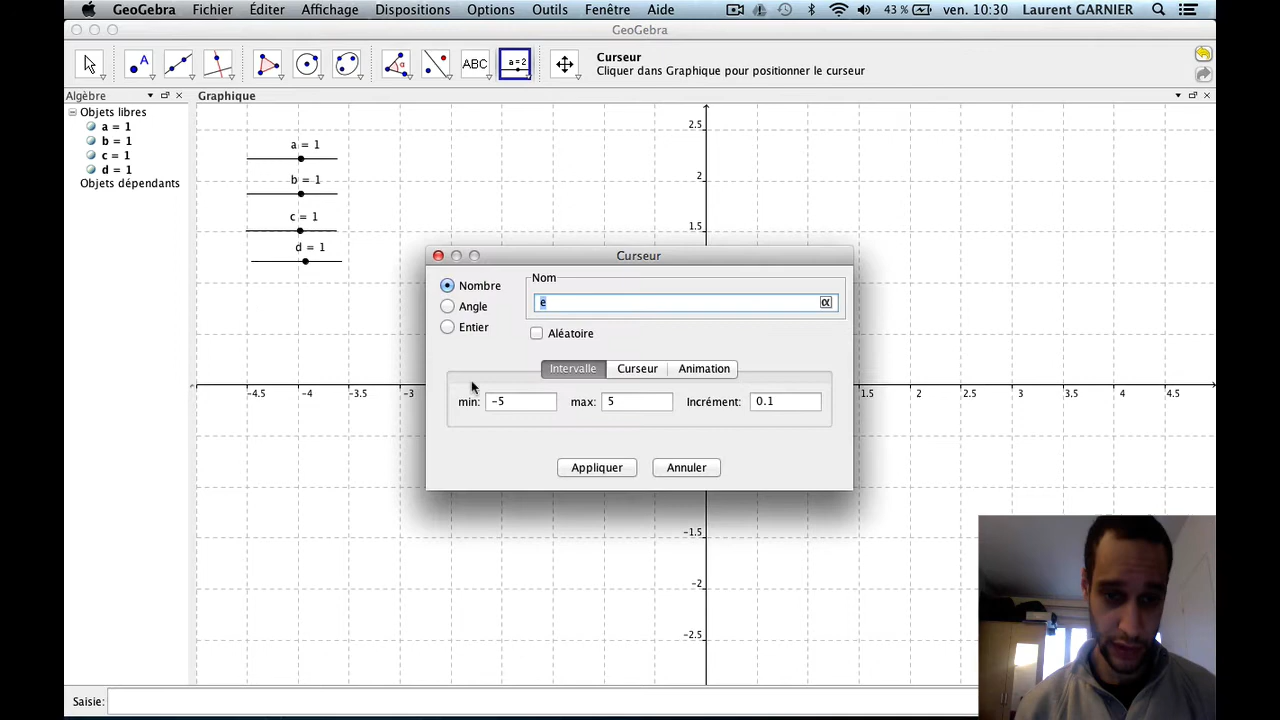 GeoGebra Fichier Éditer Affichage Dispositions Options Outils Fenêtre Aide 43 % ven. 10:30 Laurent GARNIER
GeoGebra
A ABC a=2 Curseur
Cliquer dans Graphique pour positionner le curseur
Algèbre Graphique
Objets libres
a = 1
b = 1
c = 1
d = 1
Objets dépendants
a = 1
b = 1
c = 1
d = 1
2.5
2
1.5
Curseur
Nombre
Angle
Entier
Nom
e α
Aléatoire
Intervalle Curseur Animation
min: -5 max: 5 Incrément: 0.1
Appliquer Annuler
-4.5 -4 -3.5 -3 1.5 2 2.5 3 3.5 4 4.5
-1.5
-2
-2.5
Saisie: